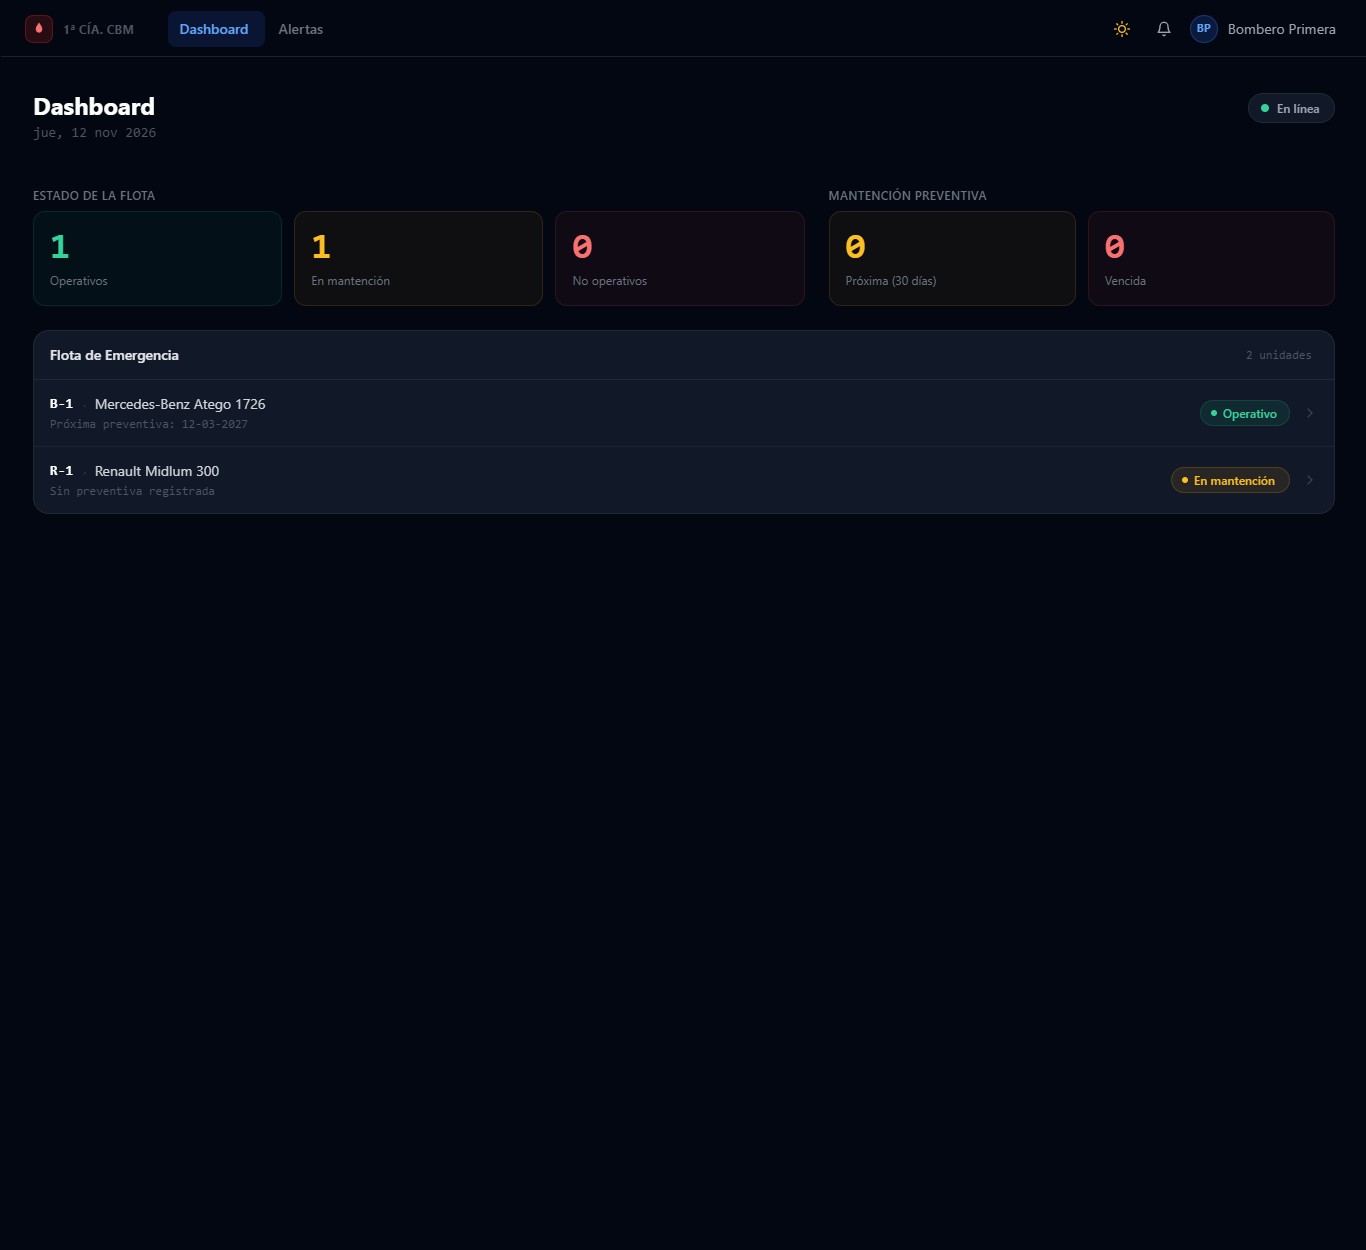 1ª CÍA. CBM Dashboard Alertas BP Bombero Primera
Dashboard
jue, 12 nov 2026
En línea
ESTADO DE LA FLOTA
1
Operativos
1
En mantención
0
No operativos
MANTENCIÓN PREVENTIVA
0
Próxima (30 días)
0
Vencida
Flota de Emergencia
2 unidades
B-1 · Mercedes-Benz Atego 1726
Próxima preventiva: 12-03-2027
Operativo
R-1 · Renault Midlum 300
Sin preventiva registrada
En mantención